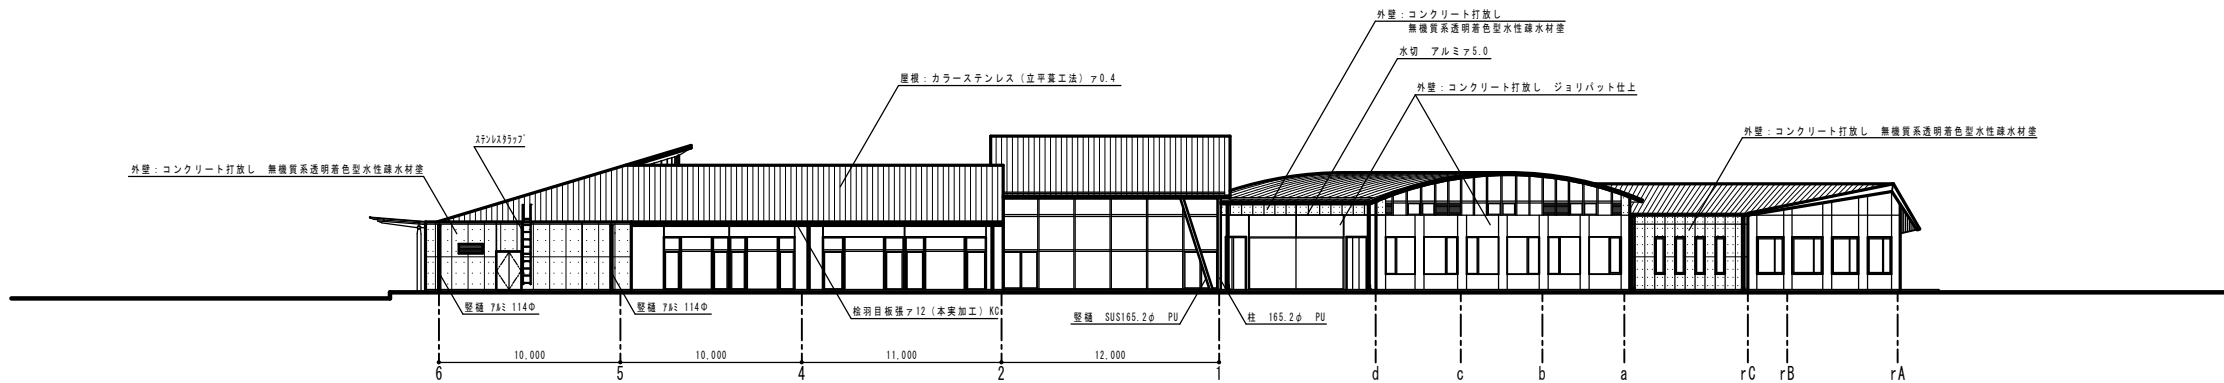 外壁：コンクリート打放し
無機質系透明着色型水性疎水材塗
水切　アルミァ5.0
屋根：カラーステンレス（立平葺工法）ァ0.4
外壁：コンクリート打放し　ジョリパット仕上
ステンレスタラップ
外壁：コンクリート打放し　無機質系透明着色型水性疎水材塗
外壁：コンクリート打放し　無機質系透明着色型水性疎水材塗
竪樋 アルミ 114Φ
竪樋 アルミ 114Φ
桧羽目板張ァ12（本実加工）KC
竪樋　SUS165.2φ　PU
柱　165.2φ　PU
10,000
10,000
11,000
12,000
6
5
4
2
1
d
c
b
a
rC
rB
rA